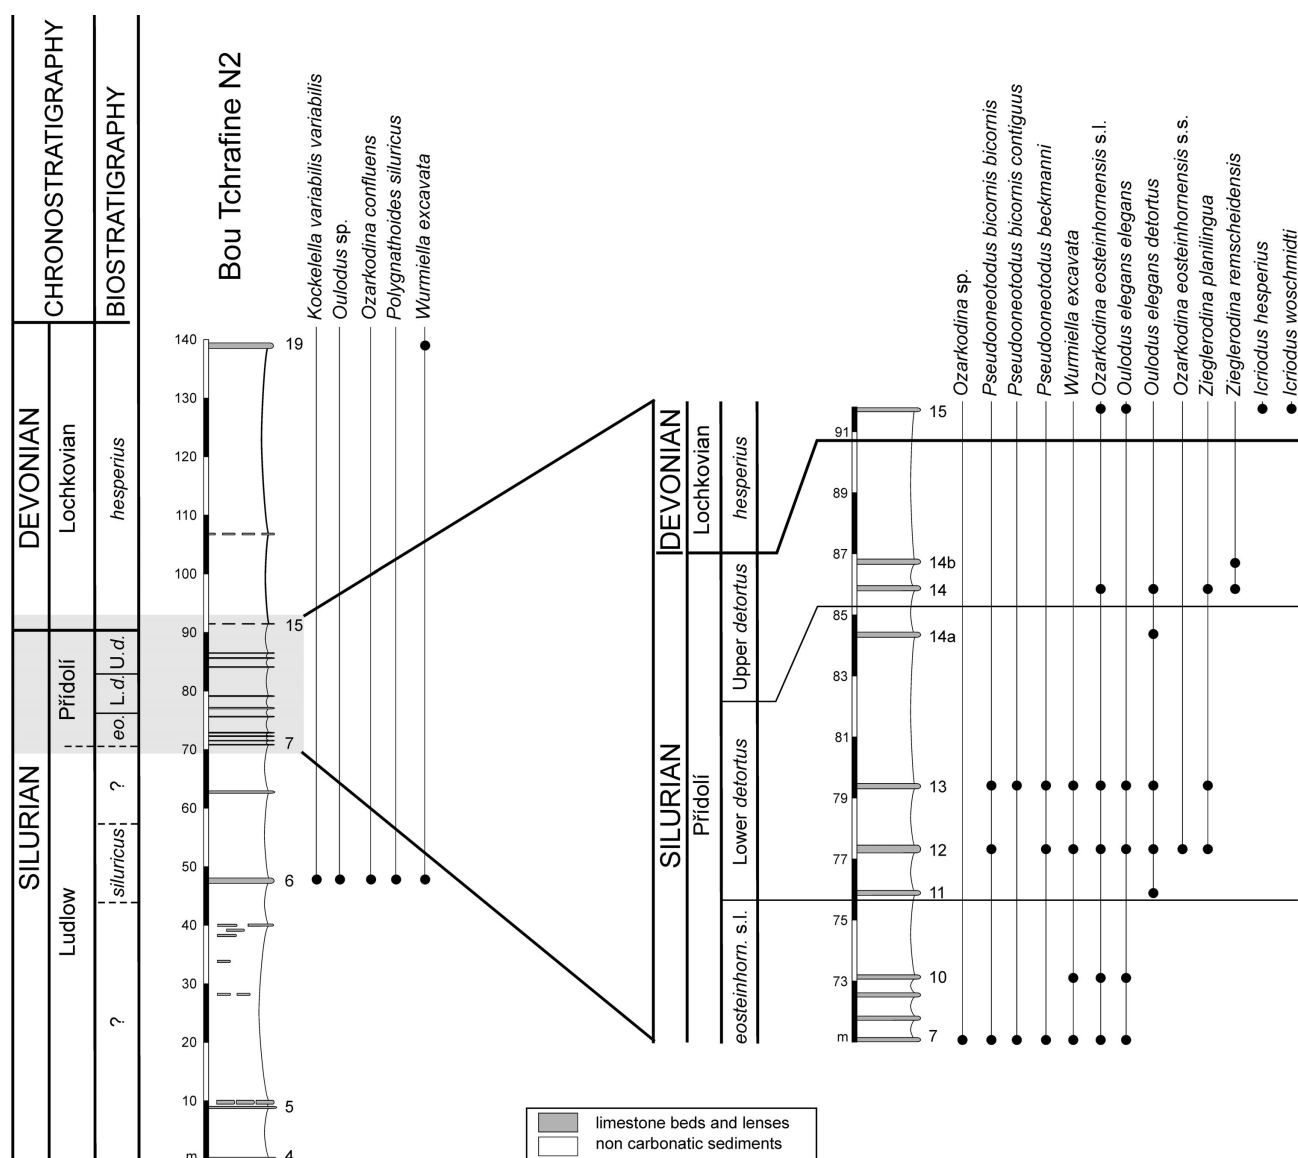 CHRONOSTRATIGRAPHY
BIOSTRATIGRAPHY
Bou Tchrafine N2
Kockelella variabilis variabilis
Oulodus sp.
Ozarkodina confluens
Polygnathoides siluricus
Wurmiella excavata
DEVONIAN
Lochkovian
hesperius
SILURIAN
Přídolí
Ludlow
U.d.
L.d.
eo.
?
siluricus
?
140
130
120
110
100
90
80
70
60
50
40
30
20
10
m
19
15
7
6
5
4
DEVONIAN
Lochkovian
hesperius
SILURIAN
Přídolí
Upper detortus
Lower detortus
eosteinhorn. s.l.
91
89
87
85
83
81
79
77
75
73
m
15
14b
14
14a
13
12
11
10
7
Ozarkodina sp.
Pseudooneotodus bicornis bicornis
Pseudooneotodus bicornis contiguus
Pseudooneotodus beckmanni
Wurmiella excavata
Ozarkodina eosteinhornensis s.l.
Oulodus elegans elegans
Oulodus elegans detortus
Ozarkodina eosteinhornensis s.s.
Zieglerodina planilingua
Zieglerodina remscheidensis
Icriodus hesperius
Icriodus woschmidti
limestone beds and lenses
non carbonatic sediments